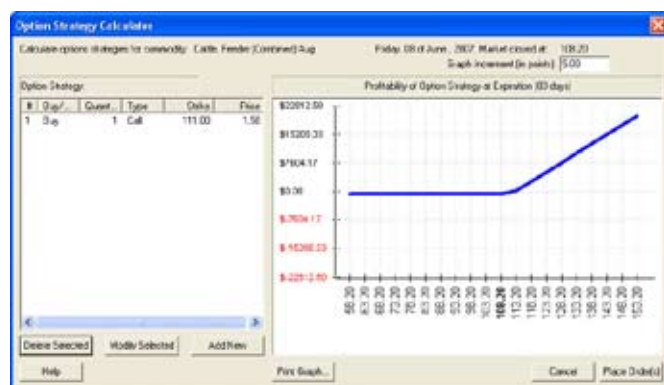 Option Strategy Calculator
Calculate options strategies for commodity: Cattle, Feeder (Combined) Aug
Friday, 08 of June, 2007. Market closed at: 108.20
Graph Increment (in points): 5.00
Option Strategy:
Profitability of Option Strategy at Expiration (83 days)
# Buy/... Quant... Type Strike Price
1 Buy 1 Call 111.00 1.58
$22812.50
$15208.33
$7604.17
$0.00
$-7604.17
$-15208.33
$-22812.50
58.20 63.20 68.20 73.20 78.20 83.20 88.20 93.20 98.20 103.20 108.20 113.20 118.20 123.20 128.20 133.20 138.20 143.20 148.20 153.20
Delete Selected Modify Selected Add New
Help Print Graph... Cancel Place Order(s)